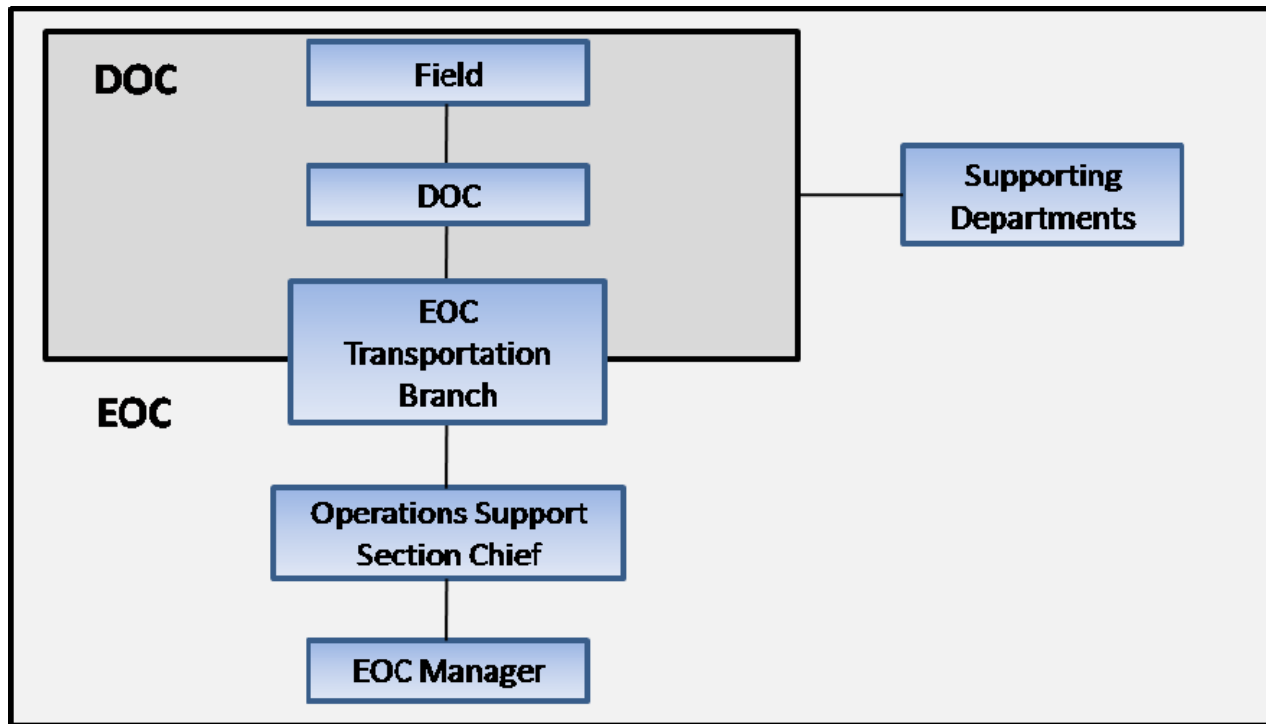 DOC
Field
DOC
Supporting
Departments
EOC
Transportation
Branch
EOC
Operations Support
Section Chief
EOC Manager